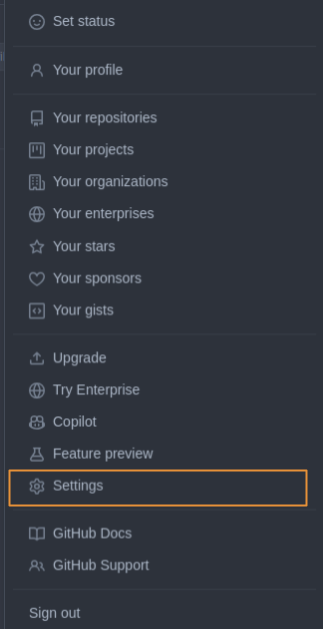 Set status
Your profile
Your repositories
Your projects
Your organizations
Your enterprises
Your stars
Your sponsors
Your gists
Upgrade
Try Enterprise
Copilot
Feature preview
Settings
GitHub Docs
GitHub Support
Sign out